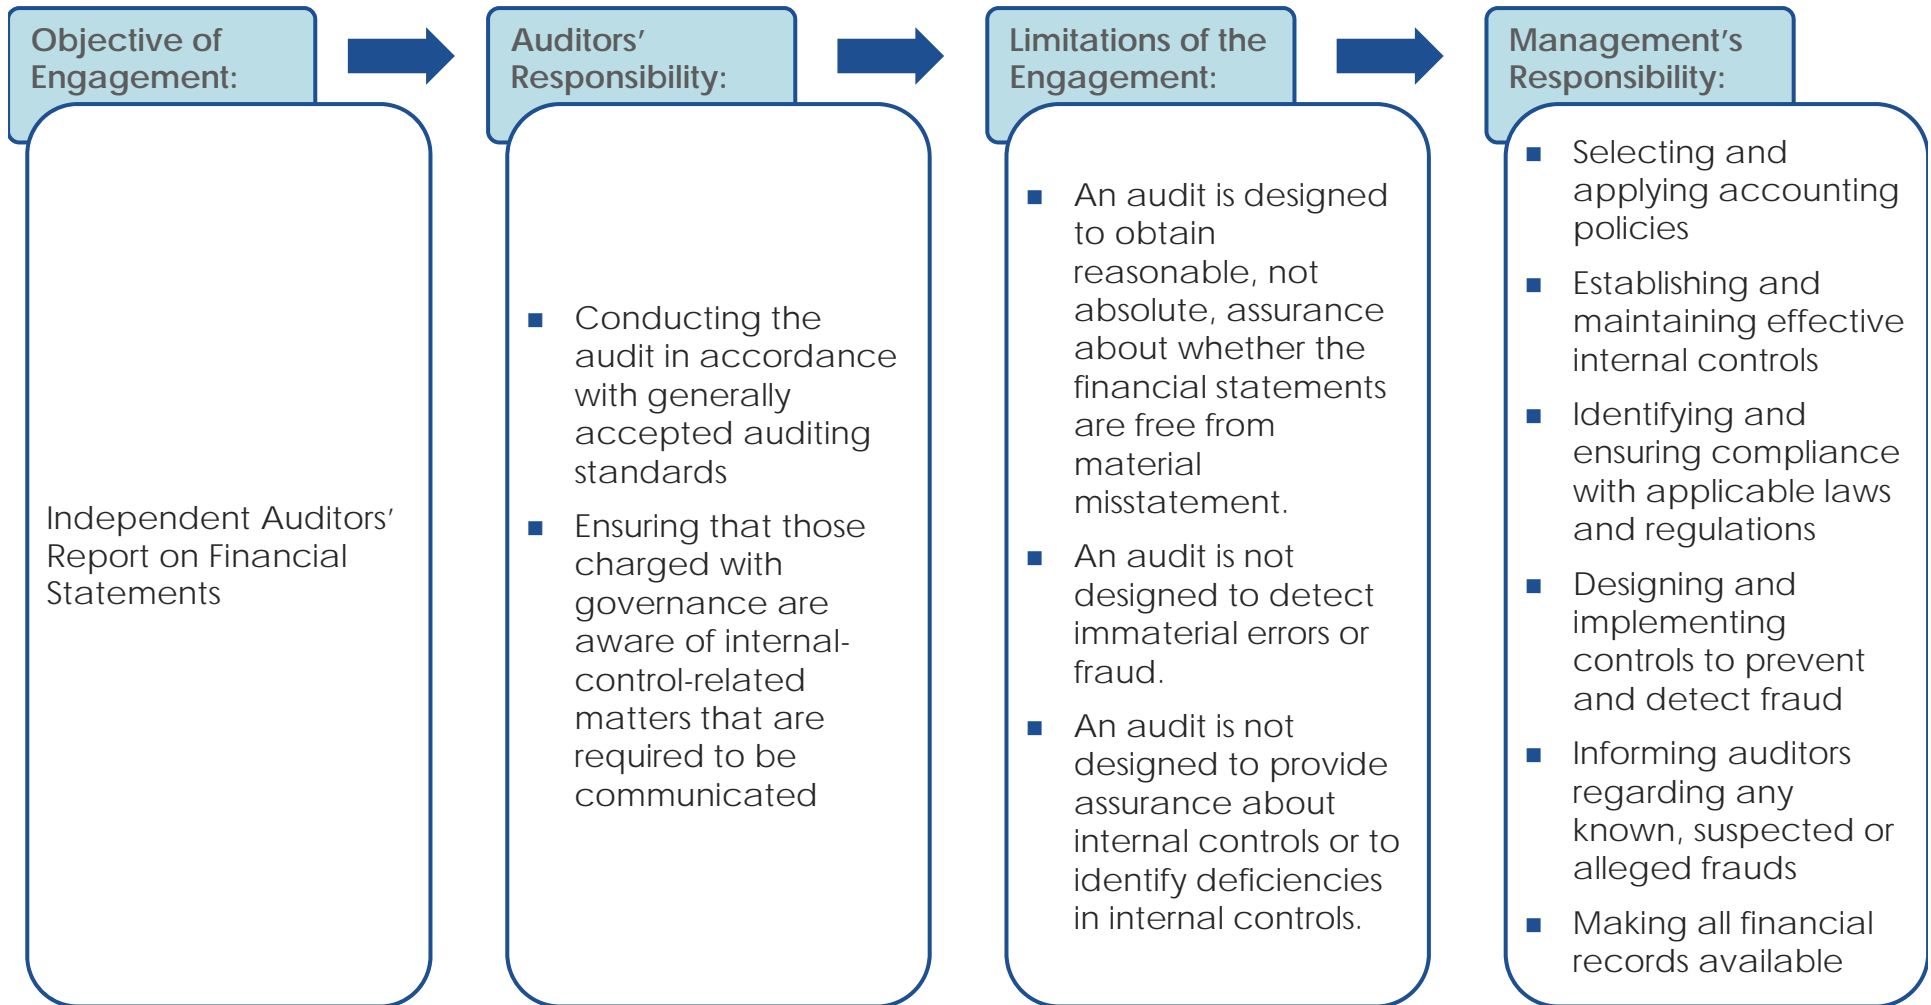 Objective of
Engagement:
Independent Auditors’
Report on Financial
Statements
Auditors’
Responsibility:
■ Conducting the
audit in accordance
with generally
accepted auditing
standards
■ Ensuring that those
charged with
governance are
aware of internal-
control-related
matters that are
required to be
communicated
Limitations of the
Engagement:
■ An audit is designed
to obtain
reasonable, not
absolute, assurance
about whether the
financial statements
are free from
material
misstatement.
■ An audit is not
designed to detect
immaterial errors or
fraud.
■ An audit is not
designed to provide
assurance about
internal controls or to
identify deficiencies
in internal controls.
Management’s
Responsibility:
■ Selecting and
applying accounting
policies
■ Establishing and
maintaining effective
internal controls
■ Identifying and
ensuring compliance
with applicable laws
and regulations
■ Designing and
implementing
controls to prevent
and detect fraud
■ Informing auditors
regarding any
known, suspected or
alleged frauds
■ Making all financial
records available